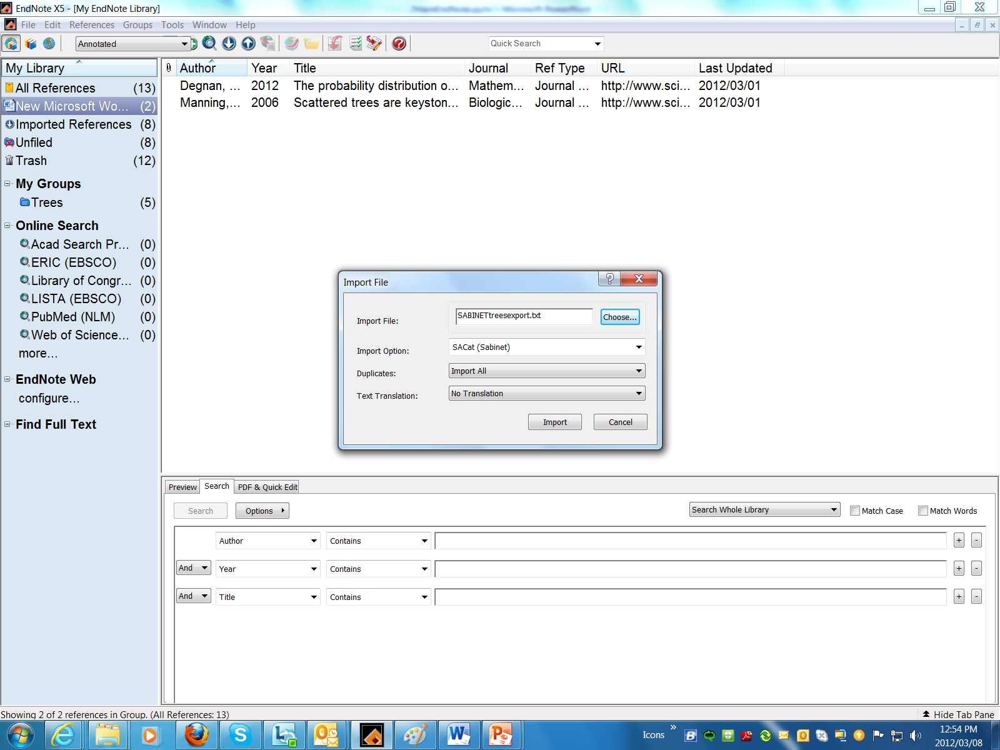 EndNote X5 - [My EndNote Library]
File Edit References Groups Tools Window Help
Annotated
Quick Search
My Library
Author Year Title Journal Ref Type URL Last Updated
All References (13)
Degnan, ... 2012 The probability distribution o... Mathem... Journal ... http://www.sci... 2012/03/01
New Microsoft Wo... (2)
Manning,... 2006 Scattered trees are keyston... Biologic... Journal ... http://www.sci... 2012/03/01
Imported References (8)
Unfiled (8)
Trash (12)
My Groups
Trees (5)
Online Search
Acad Search Pr... (0)
ERIC (EBSCO) (0)
Library of Congr... (0)
LISTA (EBSCO) (0)
PubMed (NLM) (0)
Web of Science... (0)
more...
EndNote Web
configure...
Find Full Text
Import File
Import File: SABINETtreesexport.txt Choose...
Import Option: SACat (Sabinet)
Duplicates: Import All
Text Translation: No Translation
Import Cancel
Preview Search PDF & Quick Edit
Search Options Search Whole Library Match Case Match Words
Author Contains + -
And Year Contains + -
And Title Contains + -
Showing 2 of 2 references in Group. (All References: 13)
Hide Tab Pane
Icons
12:54 PM
2012/03/08